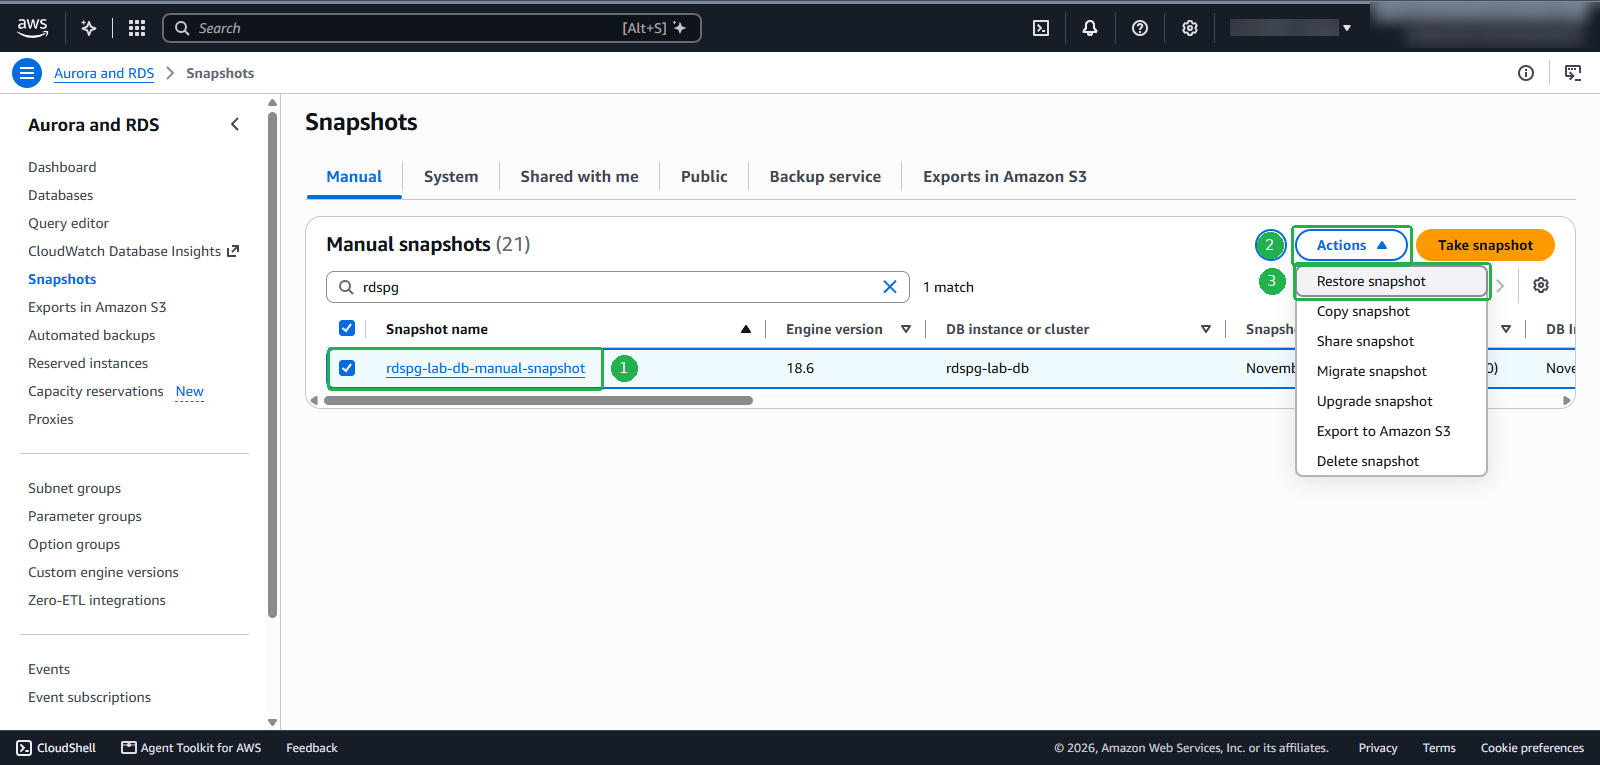 aws
Search [Alt+S]
Aurora and RDS Snapshots
Aurora and RDS
Dashboard
Databases
Query editor
CloudWatch Database Insights
Snapshots
Exports in Amazon S3
Automated backups
Reserved instances
Capacity reservations New
Proxies
Subnet groups
Parameter groups
Option groups
Custom engine versions
Zero-ETL integrations
Events
Event subscriptions
Snapshots
Manual System Shared with me Public Backup service Exports in Amazon S3
Manual snapshots (21)
2 Actions Take snapshot
rdspg 1 match
3 Restore snapshot
Copy snapshot
Share snapshot
Migrate snapshot
Upgrade snapshot
Export to Amazon S3
Delete snapshot
Snapshot name Engine version DB instance or cluster Snapsh DB I
rdspg-lab-db-manual-snapshot 1 18.6 rdspg-lab-db Novemb 0) Nove
CloudShell Agent Toolkit for AWS Feedback © 2026, Amazon Web Services, Inc. or its affiliates. Privacy Terms Cookie preferences